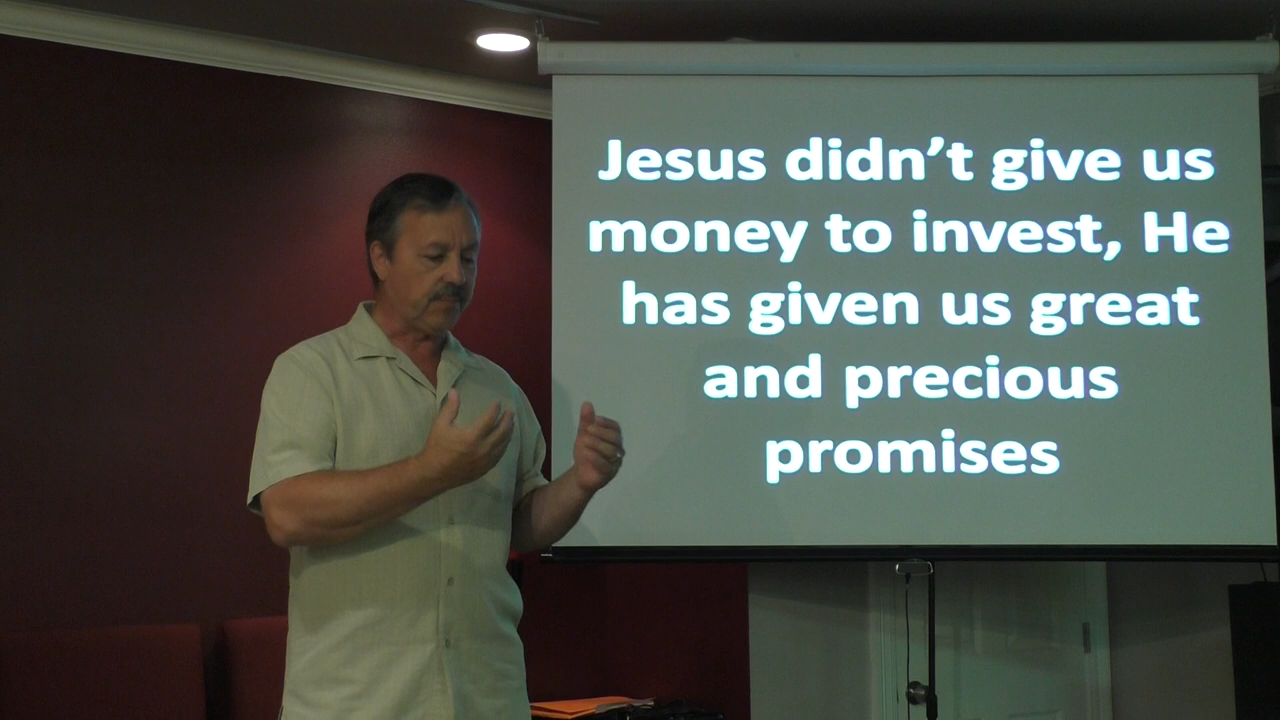 Jesus didn’t give us
money to invest, He
has given us great
and precious
promises